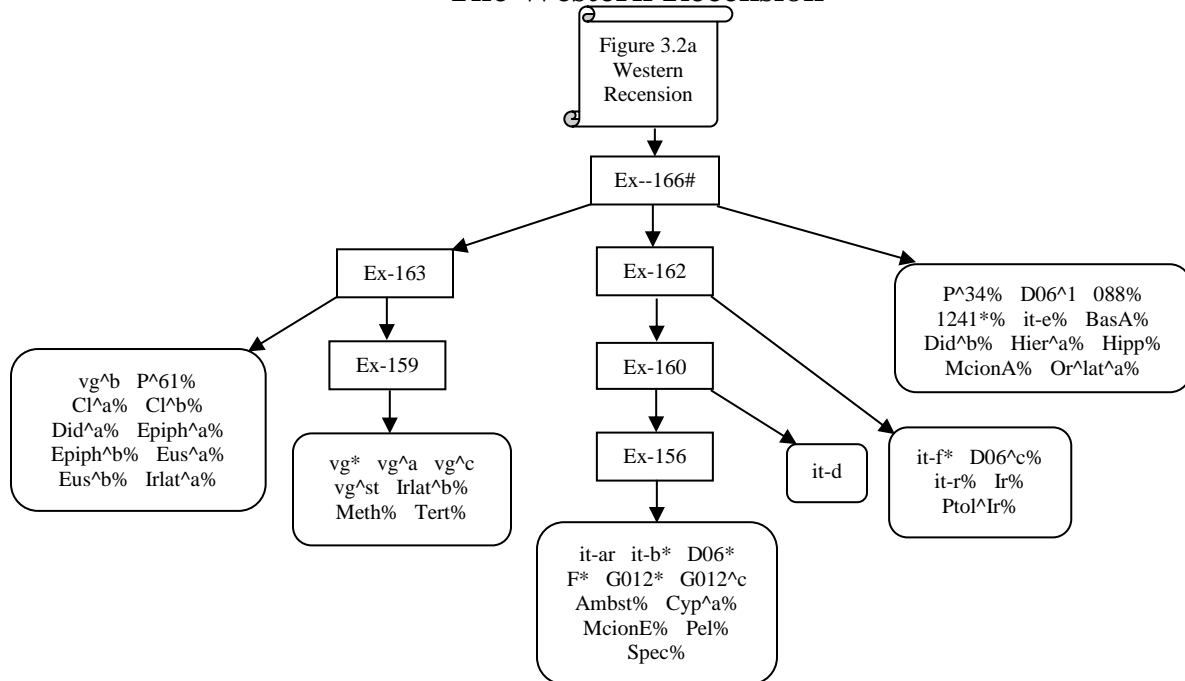 The Western Recension
Figure 3.2a
Western
Recension
Ex--166#
Ex-163
Ex-162
P^34% D06^1 088%
1241*% it-e% BasA%
Did^b% Hier^a% Hipp%
McionA% Or^lat^a%
Ex-159
Ex-160
vg^b P^61%
Cl^a% Cl^b%
Did^a% Epiph^a%
Epiph^b% Eus^a%
Eus^b% Irlat^a%
vg* vg^a vg^c
vg^st Irlat^b%
Meth% Tert%
Ex-156
it-d
it-f* D06^c%
it-r% Ir%
Ptol^Ir%
it-ar it-b* D06*
F* G012* G012^c
Ambst% Cyp^a%
McionE% Pel%
Spec%